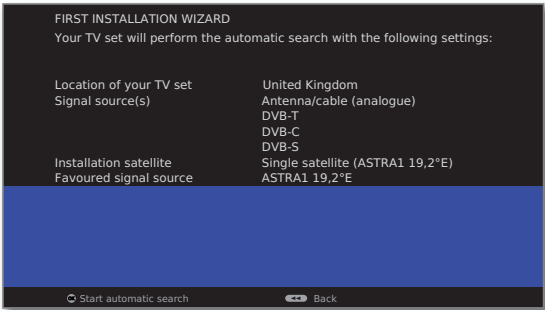 FIRST INSTALLATION WIZARD
Your TV set will perform the automatic search with the following settings:
Location of your TV set United Kingdom
Signal source(s) Antenna/cable (analogue)
DVB-T
DVB-C
DVB-S
Installation satellite Single satellite (ASTRA1 19,2°E)
Favoured signal source ASTRA1 19,2°E
OK Start automatic search Back